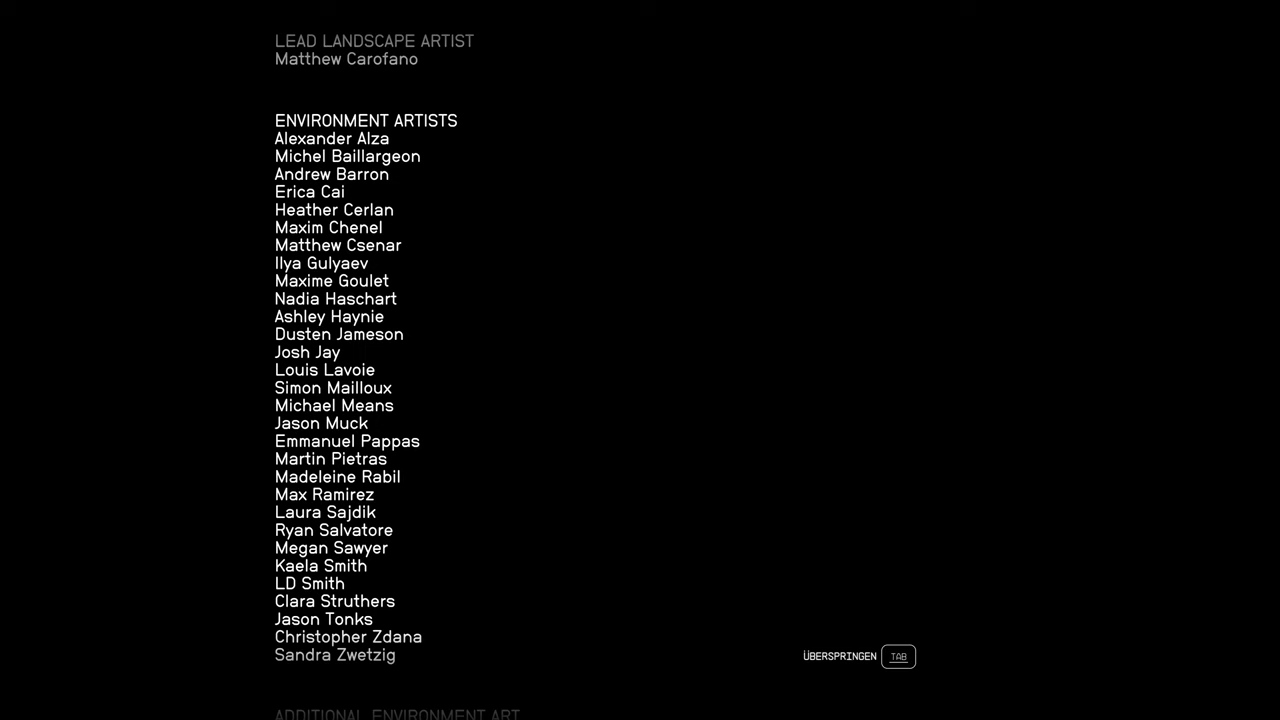 LEAD LANDSCAPE ARTIST
Matthew Carofano
ENVIRONMENT ARTISTS
Alexander Alza
Michel Baillargeon
Andrew Barron
Erica Cai
Heather Cerlan
Maxim Chenel
Matthew Csenar
Ilya Gulyaev
Maxime Goulet
Nadia Haschart
Ashley Haynie
Dusten Jameson
Josh Jay
Louis Lavoie
Simon Mailloux
Michael Means
Jason Muck
Emmanuel Pappas
Martin Pietras
Madeleine Rabil
Max Ramirez
Laura Sajdik
Ryan Salvatore
Megan Sawyer
Kaela Smith
LD Smith
Clara Struthers
Jason Tonks
Christopher Zdana
Sandra Zwetzig
ÜBERSPRINGEN TAB
ADDITIONAL ENVIRONMENT ART